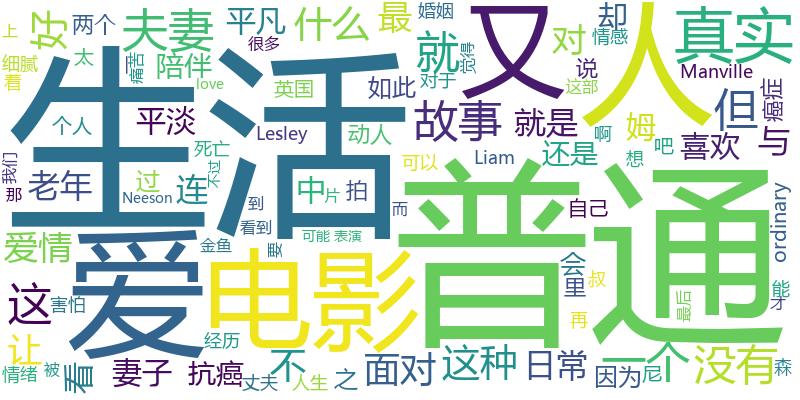 上
好
两个
夫妻
平凡
什么
最
婚姻
却
又
人
真实
很多
就
对
情感
细腻
着
太
痛苦
陪伴
love
英国
如此
对于
觉得
说
这部
Manville
但
癌症
生活
个人
平淡
Lesley
动人
故事
就是
啊
姆
喜欢
与
我们
那
老年
过
连
死亡
不过
Neeson
中
片
拍
可以
Liam
还是
想
吧
爱情
爱
到
看到
而
自己
普通
ordinary
金鱼
要
可能
表演
电影
会
里
叔
能
才
这
害怕
经历
再
最后
让
情绪
被
看
妻子
抗癌
丈夫
不
人生
之
面对
这种
日常
因为
一个
尼
没有
森